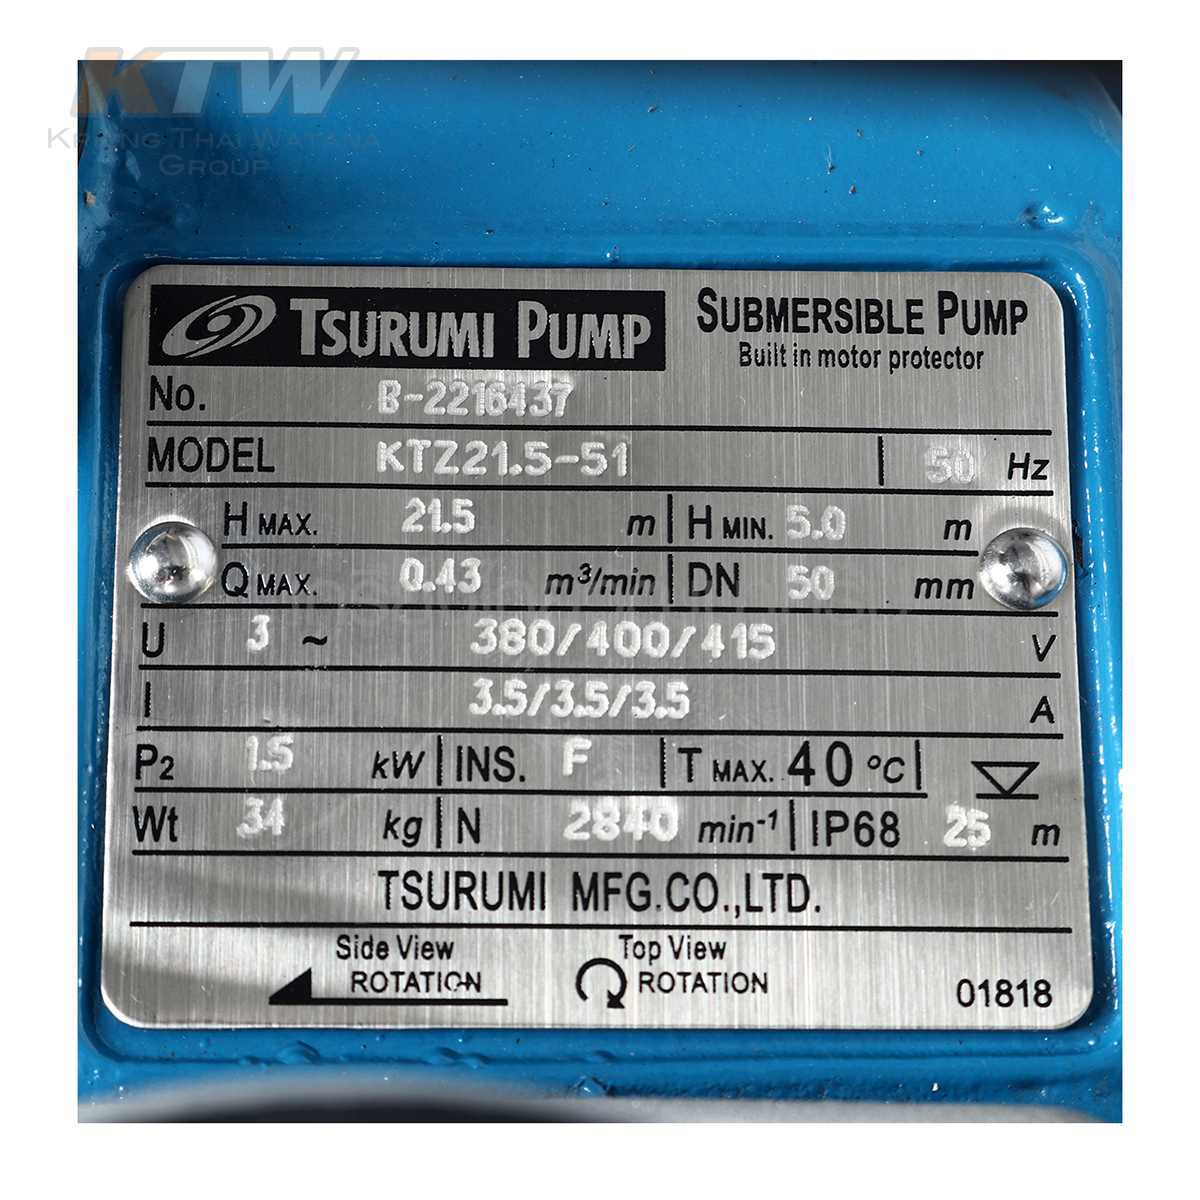 KTW
Krung Thai Watana
Group
TSURUMI PUMP
SUBMERSIBLE PUMP
Built in motor protector
No. B-2216437
MODEL KTZ21.5-51 50 Hz
H MAX. 21.5 m H MIN. 5.0 m
Q MAX. 0.43 m³/min DN 50 mm
U 3 ~ 380/400/415 V
I 3.5/3.5/3.5 A
P2 1.5 kW INS. F T MAX. 40 °C
Wt 34 kg N 2840 min-1 IP68 25 m
TSURUMI MFG.CO.,LTD.
Side View
ROTATION
Top View
ROTATION
01818